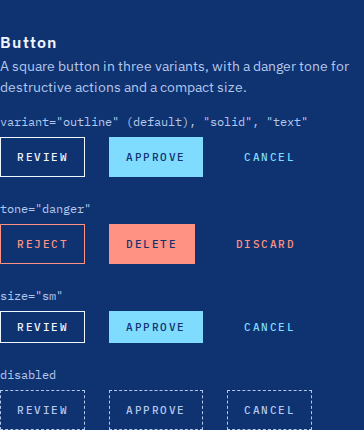 Button
A square button in three variants, with a danger tone for
destructive actions and a compact size.
variant="outline" (default), "solid", "text"
REVIEW APPROVE CANCEL
tone="danger"
REJECT DELETE DISCARD
size="sm"
REVIEW APPROVE CANCEL
disabled
REVIEW APPROVE CANCEL